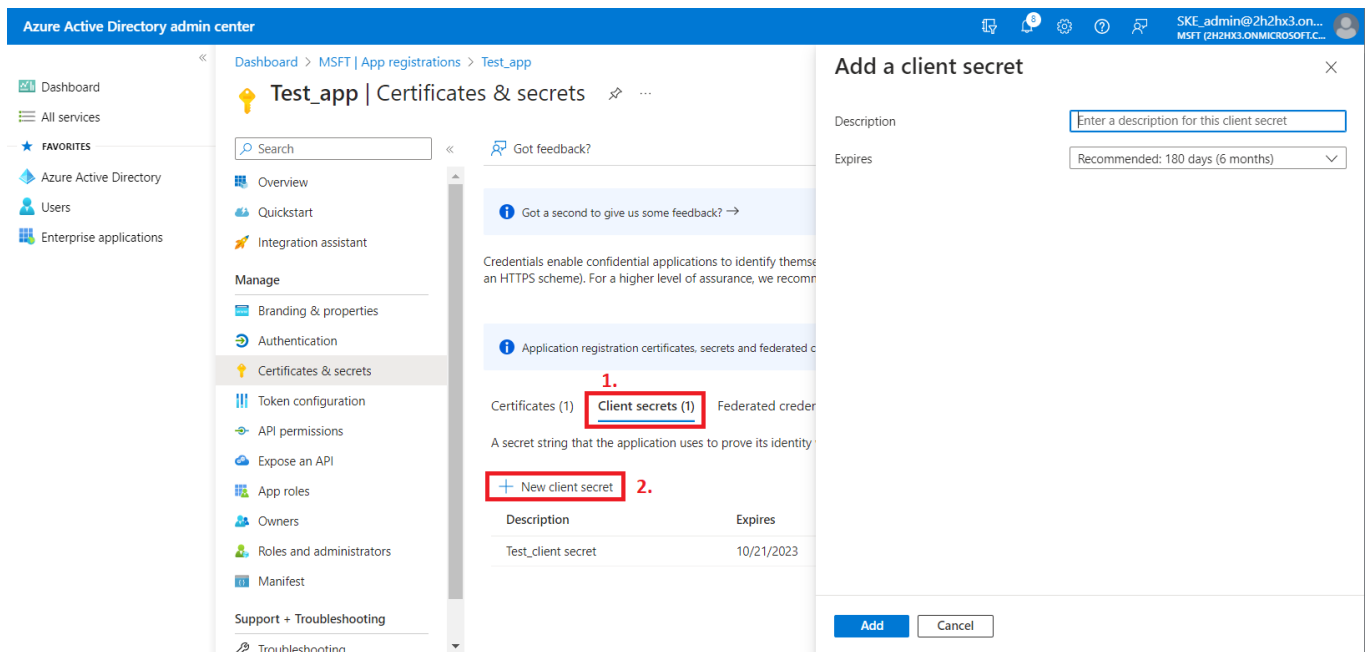 Azure Active Directory admin center
8
SKE_admin@2h2hx3.on...
MSFT (2H2HX3.ONMICROSOFT.C...
Dashboard
All services
FAVORITES
Azure Active Directory
Users
Enterprise applications
Dashboard > MSFT | App registrations > Test_app
Test_app | Certificates & secrets
Search
Overview
Quickstart
Integration assistant
Manage
Branding & properties
Authentication
Certificates & secrets
Token configuration
API permissions
Expose an API
App roles
Owners
Roles and administrators
Manifest
Support + Troubleshooting
Troubleshooting
Got feedback?
Got a second to give us some feedback?
Credentials enable confidential applications to identify themse
an HTTPS scheme). For a higher level of assurance, we recomm
Application registration certificates, secrets and federated c
1.
Certificates (1) Client secrets (1) Federated creder
A secret string that the application uses to prove its identity
+ New client secret 2.
Description Expires
Test_client secret 10/21/2023
Add a client secret
Description Enter a description for this client secret
Expires Recommended: 180 days (6 months)
Add Cancel